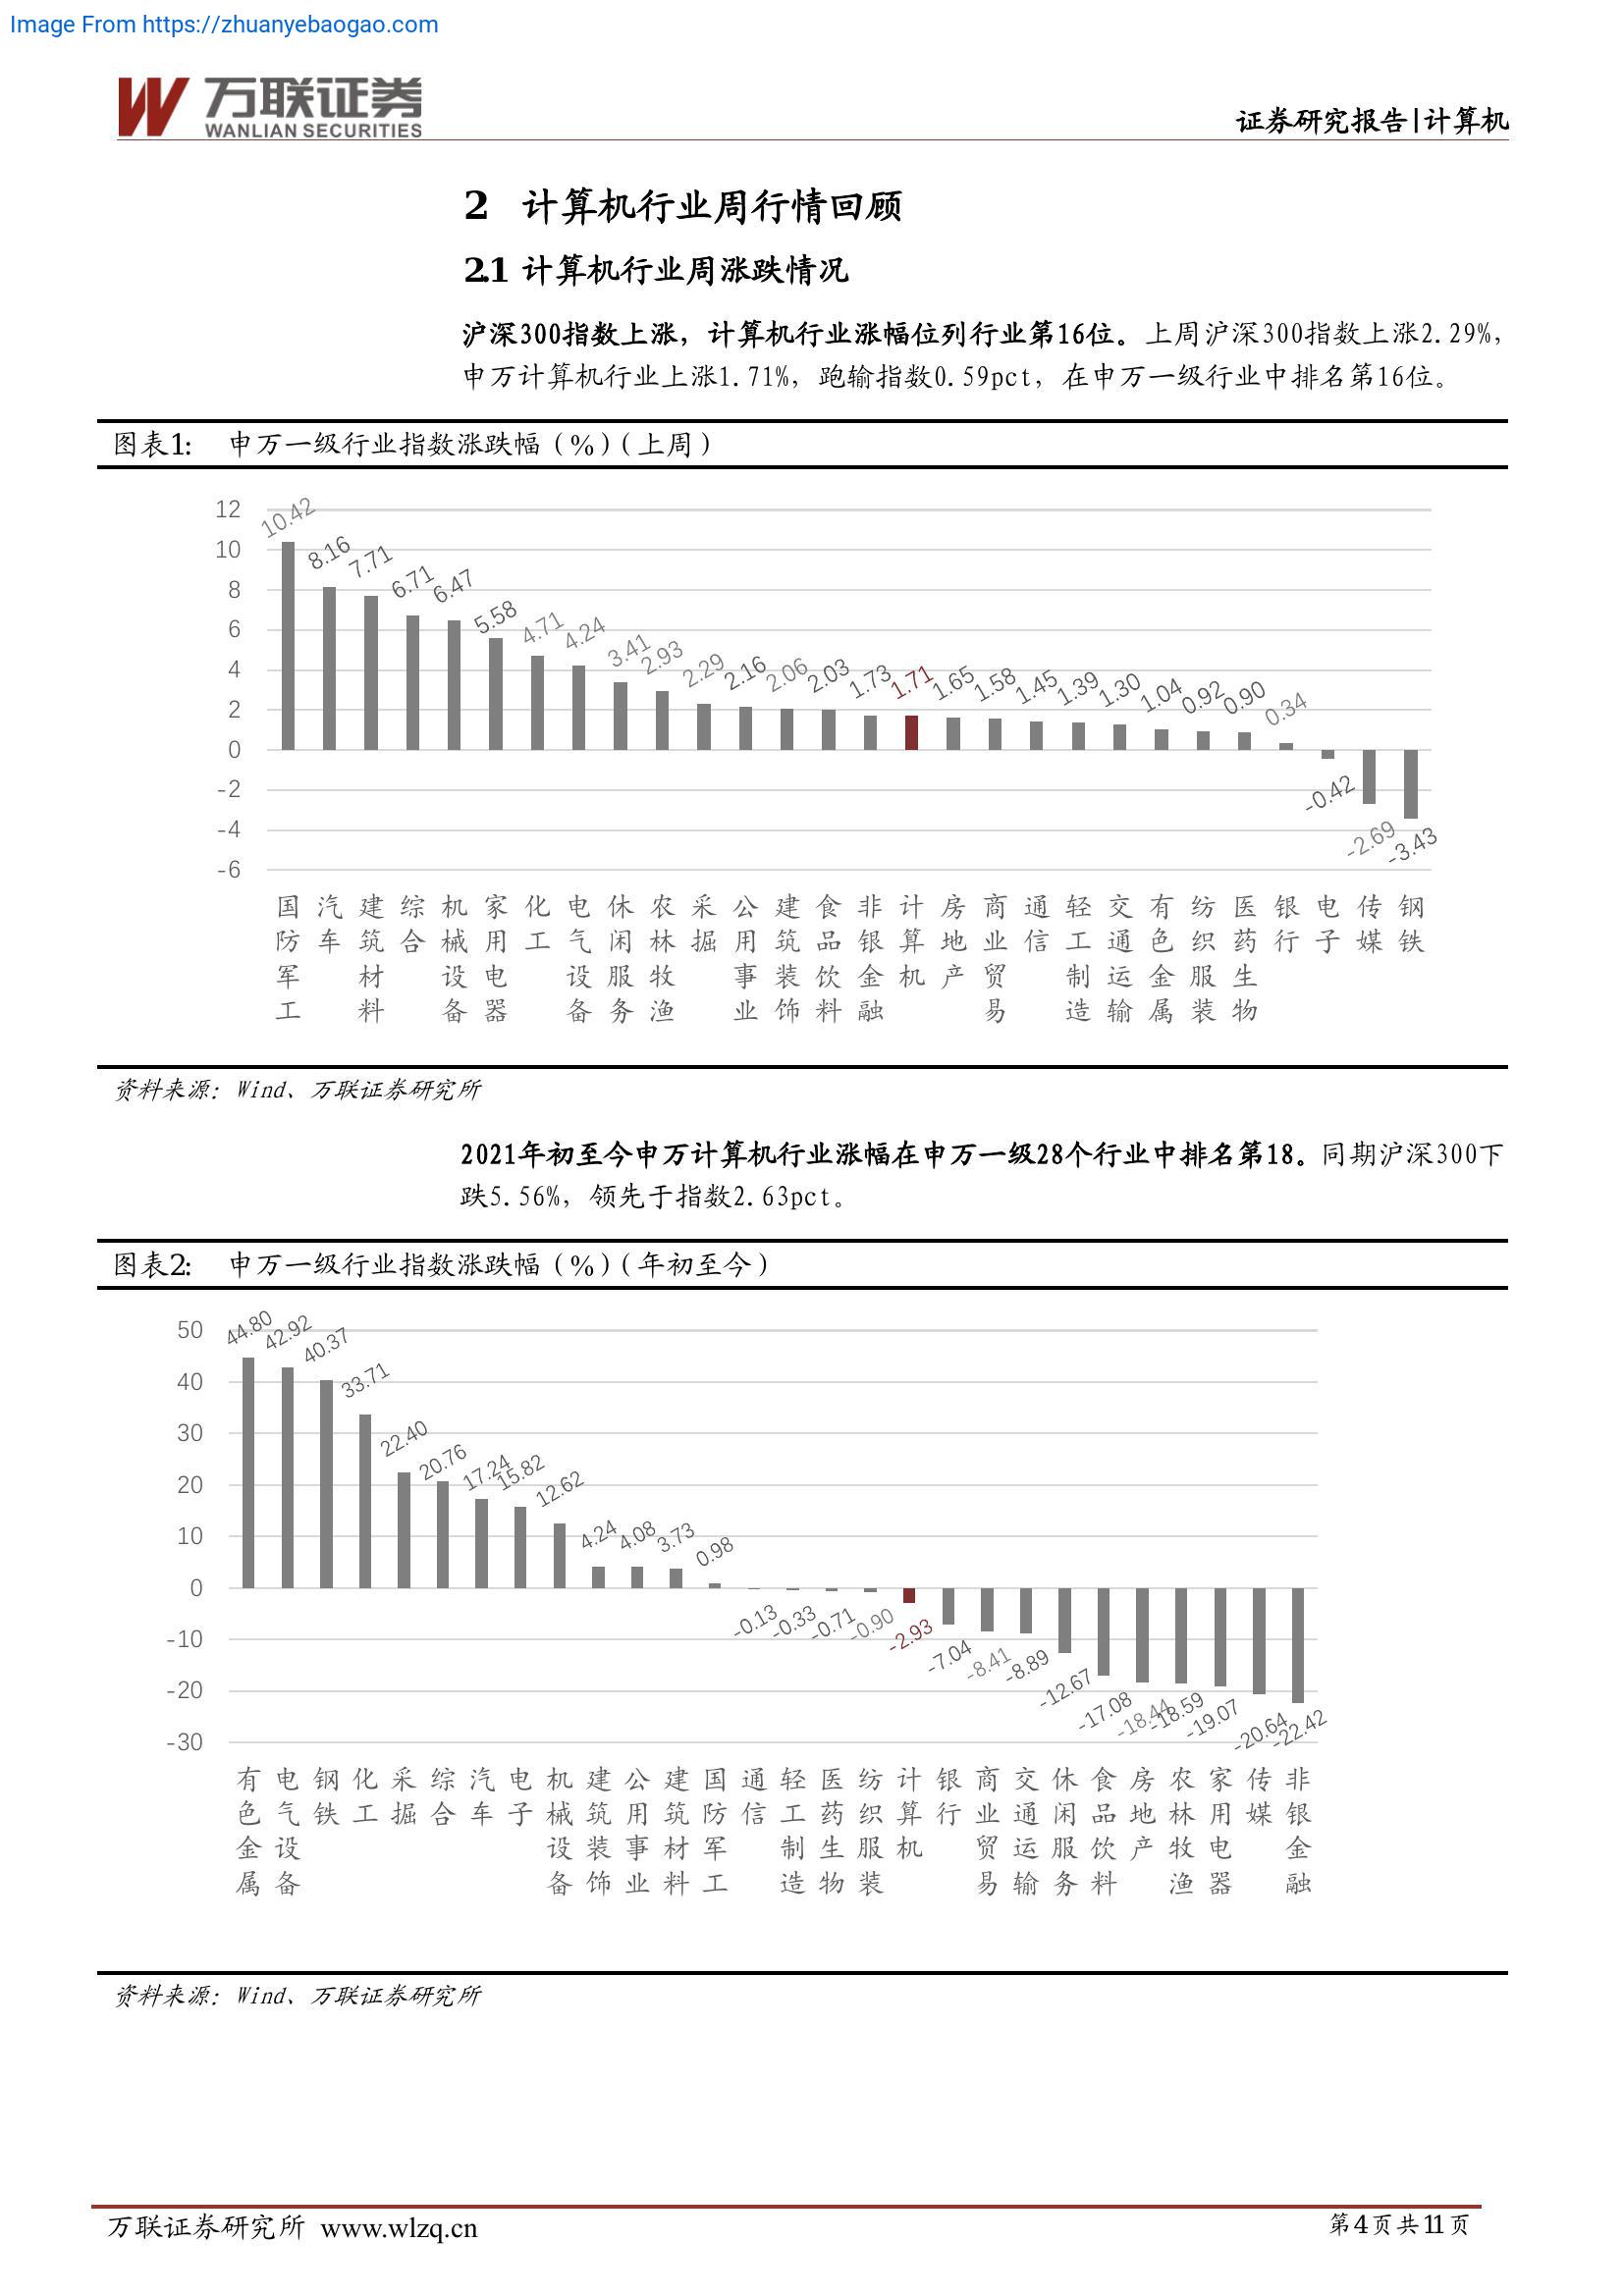 Image From https://zhuanyebaogao.com
万联证券
WANLIAN SECURITIES
证券研究报告|计算机
2 计算机行业周行情回顾
2.1 计算机行业周涨跌情况
沪深300指数上涨，计算机行业涨幅位列行业第16位。上周沪深300指数上涨2.29%，
申万计算机行业上涨1.71%，跑输指数0.59pct，在申万一级行业中排名第16位。
图表1: 申万一级行业指数涨跌幅（%）(上周)
12
10
8
6
4
2
0
-2
-4
-6
10.42
8.16
7.71
6.71
6.47
5.58
4.71
4.24
3.41
2.93
2.29
2.16
2.06
2.03
1.73
1.71
1.65
1.58
1.45
1.39
1.30
1.04
0.92
0.90
0.34
-0.42
-2.69
-3.43
国防军工
汽车
建筑材料
综合
机械设备
家用电器
化工
电气设备
休闲服务
农林牧渔
采掘
公用事业
建筑装饰
食品饮料
非银金融
计算机
房地产
商业贸易
通信
轻工制造
交通运输
有色金属
纺织服装
医药生物
银行
电子
传媒
钢铁
资料来源：Wind、万联证券研究所
2021年初至今申万计算机行业涨幅在申万一级28个行业中排名第18。同期沪深300下
跌5.56%，领先于指数2.63pct。
图表2: 申万一级行业指数涨跌幅（%）(年初至今)
50
40
30
20
10
0
-10
-20
-30
44.80
42.92
40.37
33.71
22.40
20.76
17.24
15.82
12.62
4.24
4.08
3.73
0.98
-0.13
-0.33
-0.71
-0.90
-2.93
-7.04
-8.41
-8.89
-12.67
-17.08
-18.44
-18.59
-19.07
-20.64
-22.42
有色金属
电气设备
钢铁
化工
采掘
综合
汽车
电子
机械设备
建筑装饰
公用事业
建筑材料
国防军工
通信
轻工制造
医药生物
纺织服装
计算机
银行
商业贸易
交通运输
休闲服务
食品饮料
房地产
农林牧渔
家用电器
传媒
非银金融
资料来源：Wind、万联证券研究所
万联证券研究所 www.wlzq.cn
第4页共11页